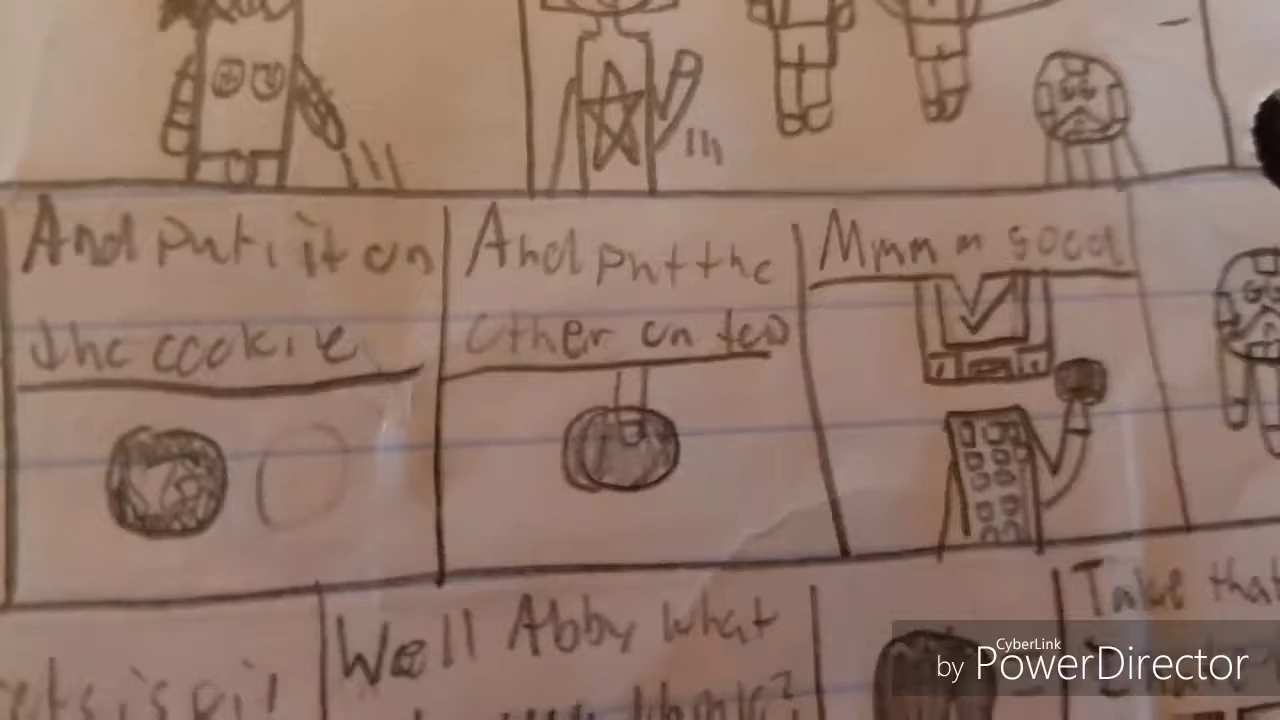 And put it on
the cookie
And put the
other on top
Mmm m good
Well Abby what
think?
Take that
CyberLink
by PowerDirector